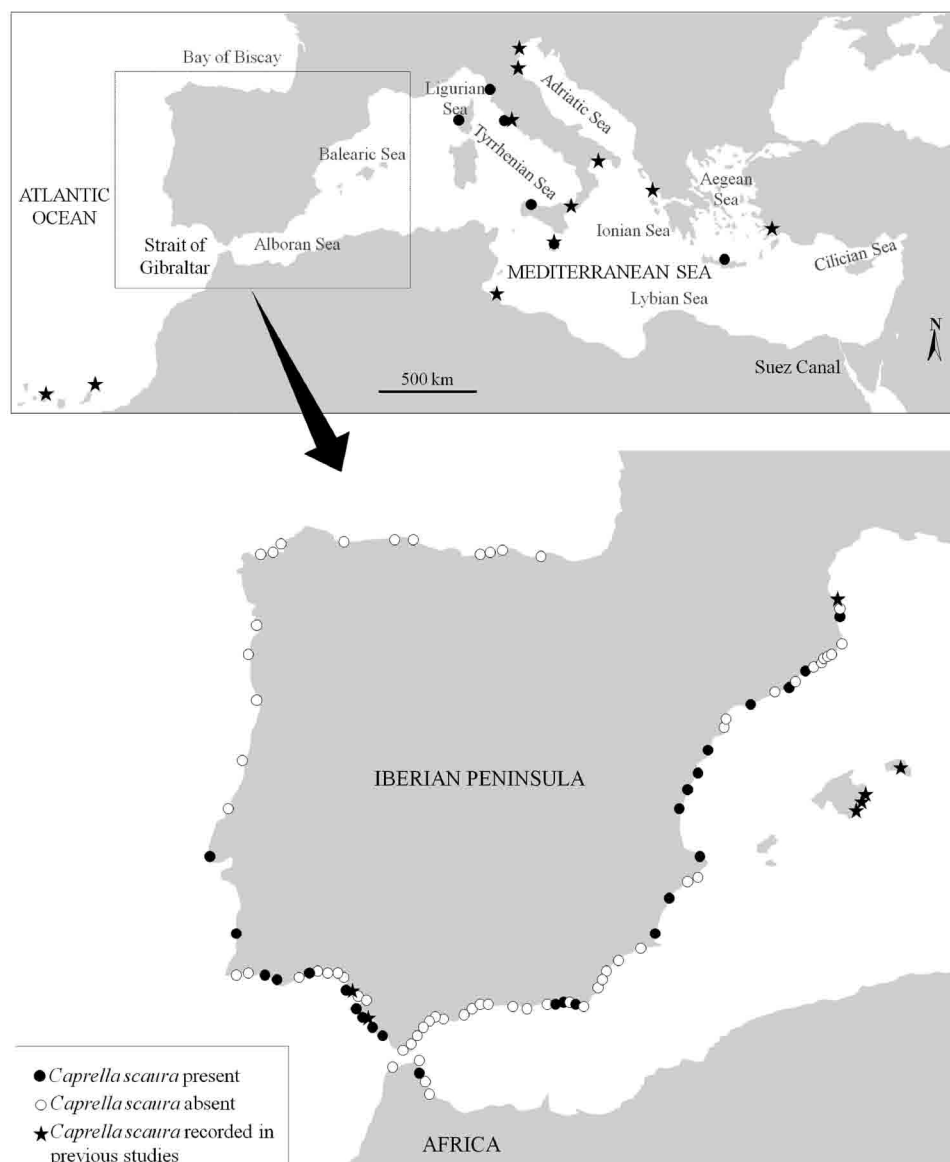 Bay of Biscay
Ligurian
Sea
Adriatic Sea
Balearic Sea
Tyrrhenian Sea
Aegean
Sea
ATLANTIC
OCEAN
Strait of
Gibraltar
Alboran Sea
Ionian Sea
Cilician Sea
MEDITERRANEAN SEA
Lybian Sea
N
500 km
Suez Canal
IBERIAN PENINSULA
Caprella scaura present
Caprella scaura absent
Caprella scaura recorded in
previous studies
AFRICA